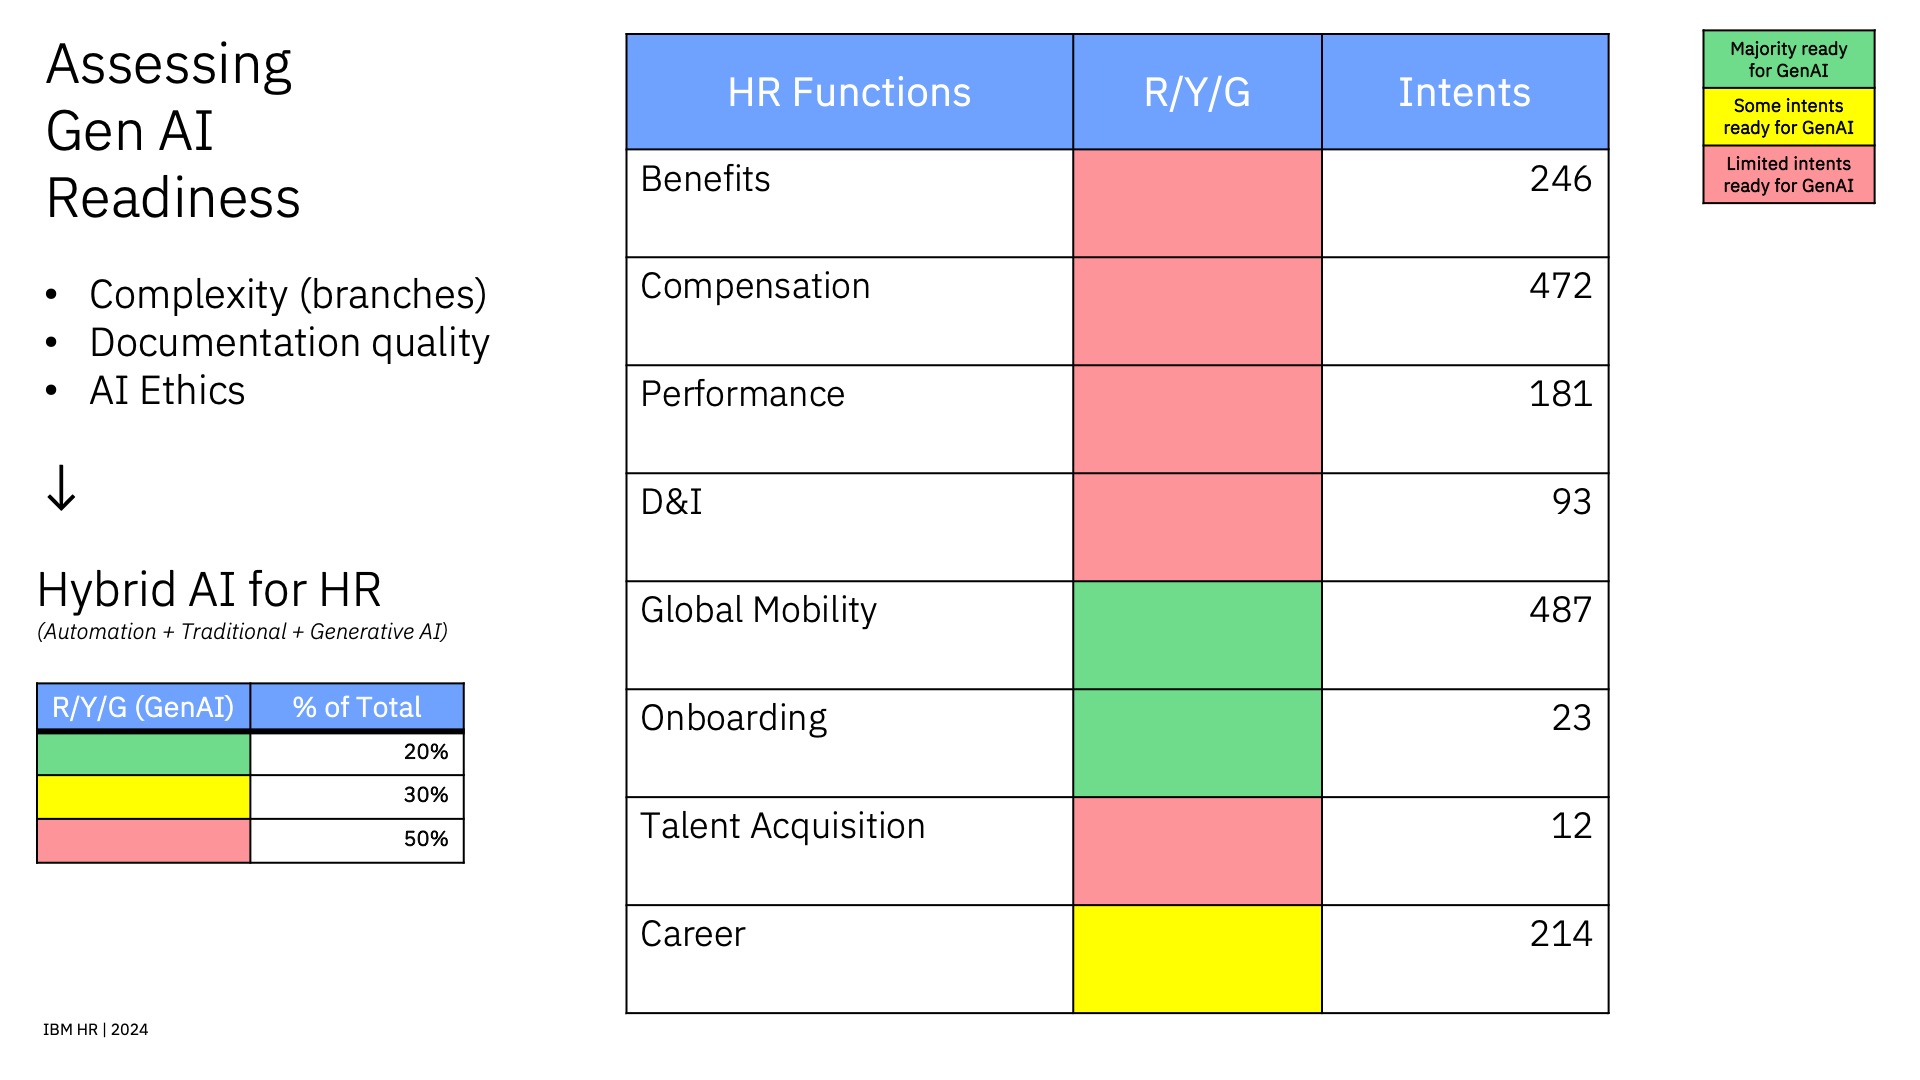 Assessing
Gen AI
Readiness
• Complexity (branches)
• Documentation quality
• AI Ethics
↓
Hybrid AI for HR
(Automation + Traditional + Generative AI)
R/Y/G (GenAI) % of Total
20%
30%
50%
IBM HR | 2024
HR Functions R/Y/G Intents
Benefits 246
Compensation 472
Performance 181
D&I 93
Global Mobility 487
Onboarding 23
Talent Acquisition 12
Career 214
Majority ready
for GenAI
Some intents
ready for GenAI
Limited intents
ready for GenAI